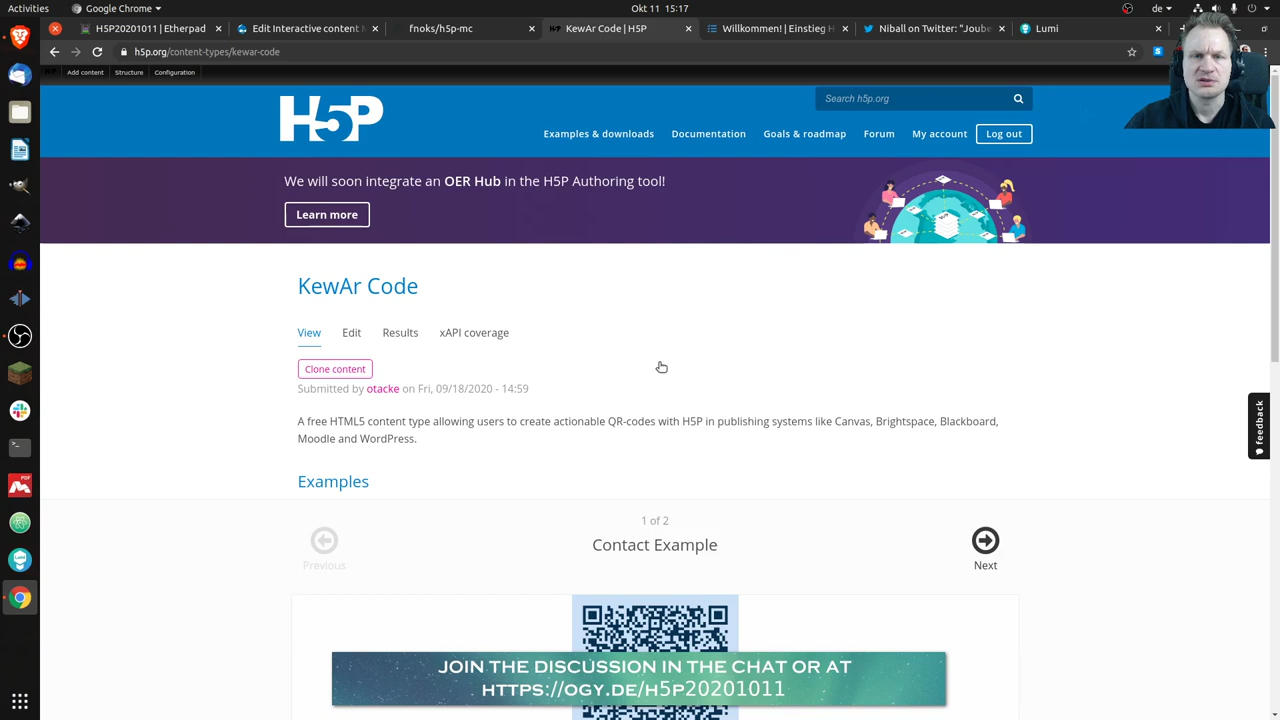 Activities
Okt 11 15:17
H5P20201011 | Etherpad
Edit Interactive content M
fnoks/h5p-mc
KewAr Code | H5P
Willkommen! | Einstieg H
Niball on Twitter: "Joube
Lumi
h5p.org/content-types/kewar-code
Add content Structure Configuration
H5P
Search h5p.org
Examples & downloads Documentation Goals & roadmap Forum My account Log out
We will soon integrate an OER Hub in the H5P Authoring tool!
Learn more
KewAr Code
View Edit Results xAPI coverage
Clone content
Submitted by otacke on Fri, 09/18/2020 - 14:59
A free HTML5 content type allowing users to create actionable QR-codes with H5P in publishing systems like Canvas, Brightspace, Blackboard,
Moodle and WordPress.
feedback
Examples
1 of 2
Contact Example
Previous
Next
JOIN THE DISCUSSION IN THE CHAT OR AT
HTTPS://OGY.DE/H5P20201011